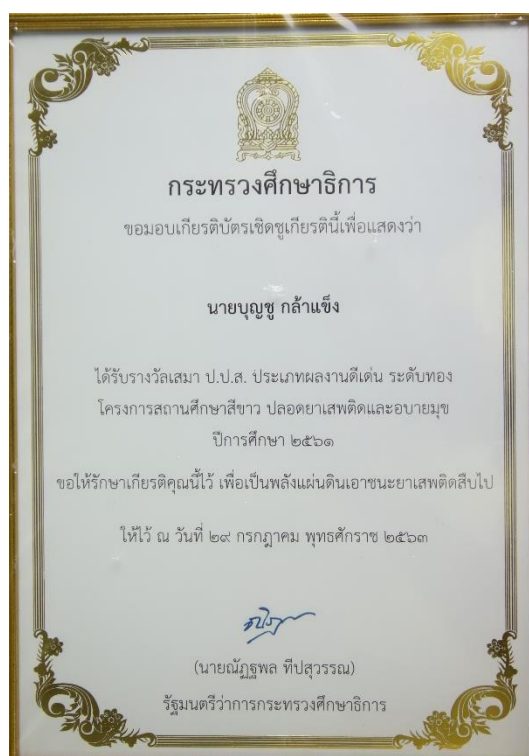 กระทรวงศึกษาธิการ
ขอมอบเกียรติบัตรเชิดชูเกียรตินี้เพื่อแสดงว่า
นายบุญชู กล้าแข็ง
ได้รับรางวัลเสมา ป.ป.ส. ประเภทผลงานดีเด่น ระดับทอง
โครงการสถานศึกษาสีขาว ปลอดยาเสพติดและอบายมุข
ปีการศึกษา ๒๕๖๑
ขอให้รักษาเกียรติคุณนี้ไว้ เพื่อเป็นพลังแผ่นดินเอาชนะยาเสพติดสืบไป
ให้ไว้ ณ วันที่ ๒๙ กรกฎาคม พุทธศักราช ๒๕๖๓
(นายณัฏฐพล ทีปสุวรรณ)
รัฐมนตรีว่าการกระทรวงศึกษาธิการ